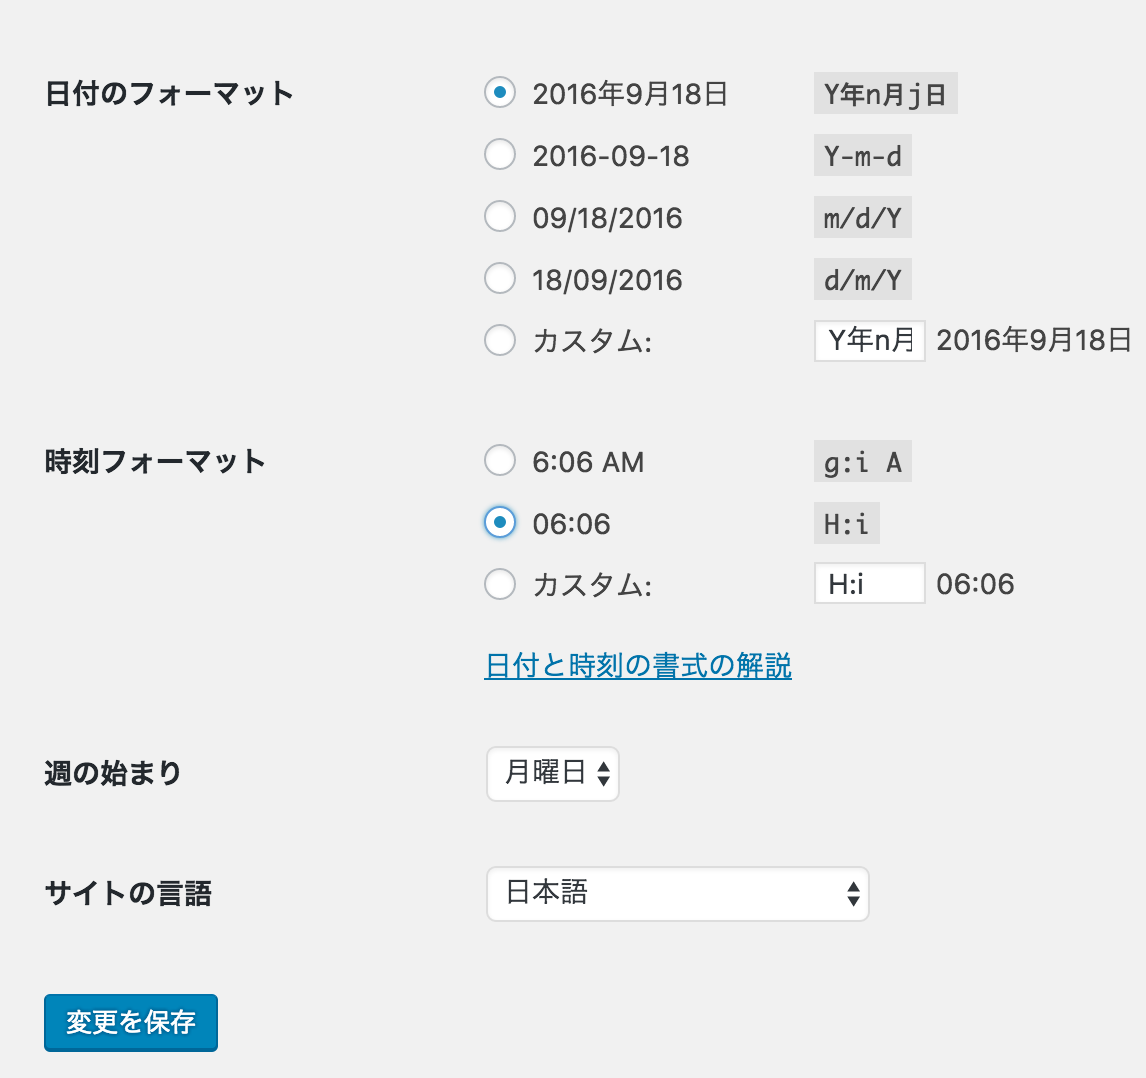 日付のフォーマット
2016年9月18日 Y年n月j日
2016-09-18 Y-m-d
09/18/2016 m/d/Y
18/09/2016 d/m/Y
カスタム: Y年n月 2016年9月18日
時刻フォーマット
6:06 AM g:i A
06:06 H:i
カスタム: H:i 06:06
日付と時刻の書式の解説
週の始まり 月曜日
サイトの言語 日本語
変更を保存